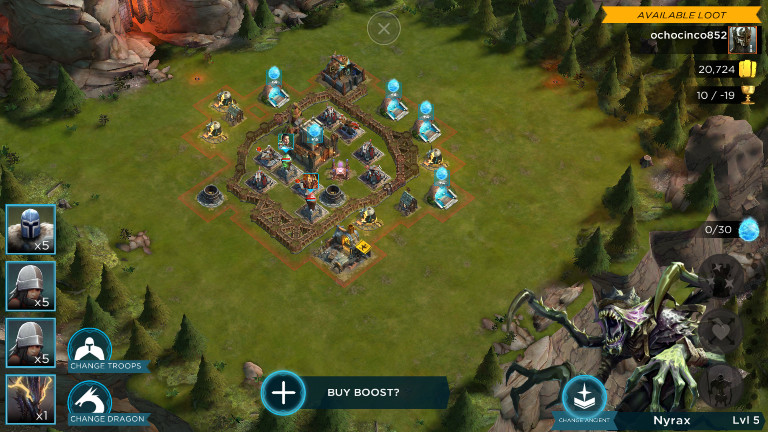 AVAILABLE LOOT
ochocinco852
20,724
10 / -19
0/30
x5
x5
x5
x1
CHANGE TROOPS
CHANGE DRAGON
BUY BOOST?
CHANGE ANCIENT
Nyrax
Lvl 5